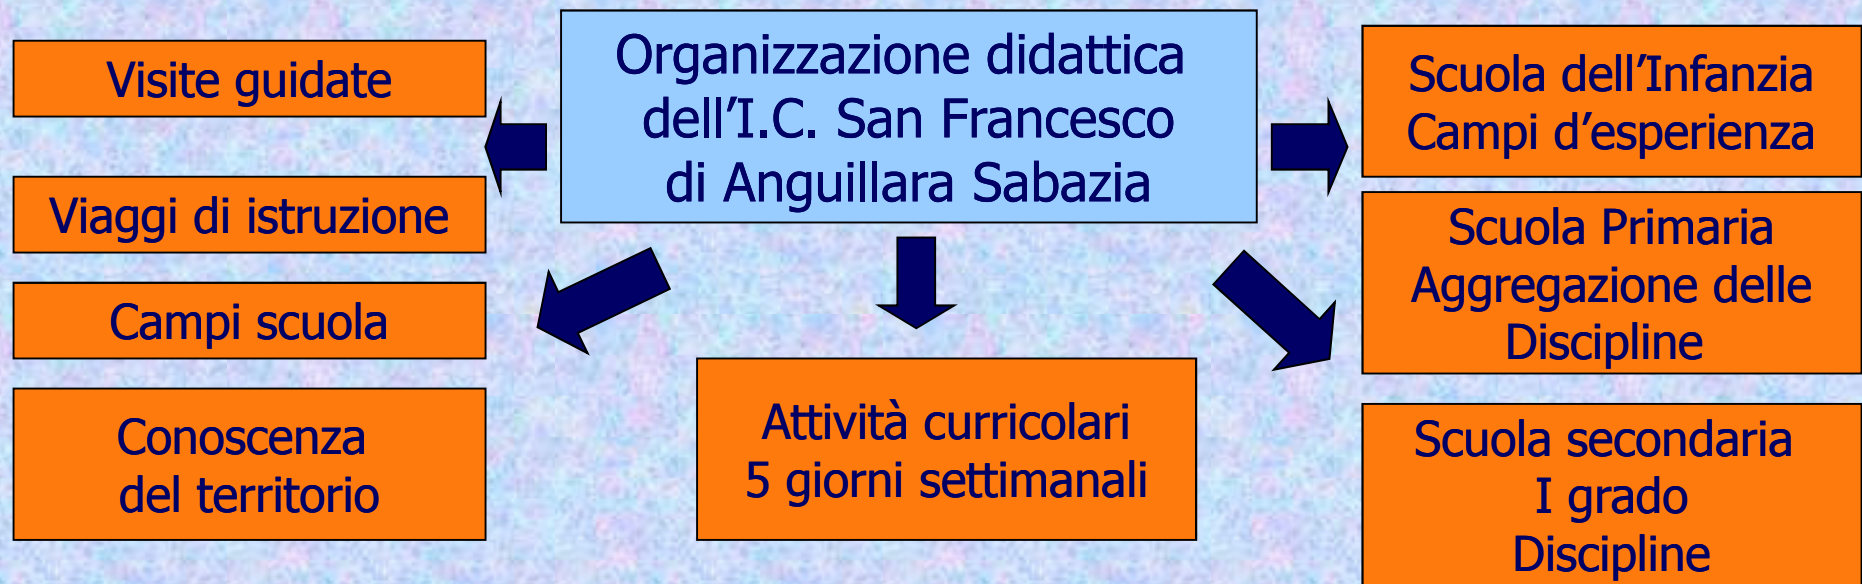 Organizzazione didattica
dell’I.C. San Francesco
di Anguillara Sabazia
Visite guidate
Viaggi di istruzione
Campi scuola
Conoscenza
del territorio
Attività curricolari
5 giorni settimanali
Scuola dell’Infanzia
Campi d’esperienza
Scuola Primaria
Aggregazione delle
Discipline
Scuola secondaria
I grado
Discipline